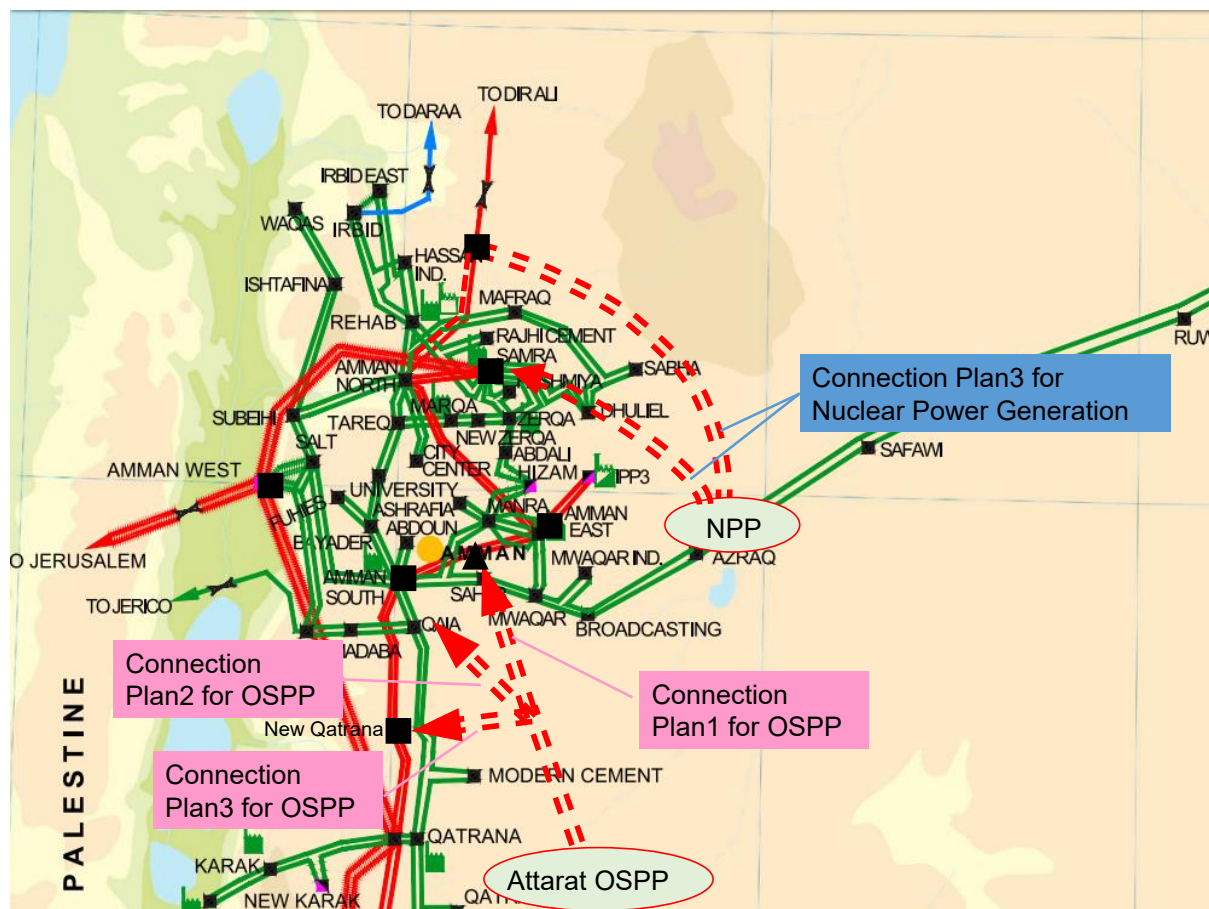 TO DARAA
TO DIR ALI
IRBID EAST
WAQAS
IRBID
HASSAN
IND.
ISHTAFINA
MAFRAQ
REHAB
RAJHI CEMENT
SAMRA
AMMAN
NORTH
HASHMIYA
SABHA
SUBEIHI
TAREQ
MARQA
ZERQA
DHULIEL
NEW ZERQA
SALT
CITY
CENTER
ABDALI
AMMAN WEST
HIZAM
IPP3
UNIVERSITY
FUHIES
ASHRAFIA
MANRA
AMMAN
EAST
ABDOUN
BAYADER
AMMAN
MWAQAR IND.
AZRAQ
TO JERUSALEM
AMMAN
SOUTH
SAHAB
MWAQAR
TO JERICO
BROADCASTING
QAIA
MADABA
SAFAWI
RUW
Connection Plan3 for
Nuclear Power Generation
NPP
Connection
Plan2 for OSPP
Connection
Plan1 for OSPP
New Qatrana
Connection
Plan3 for OSPP
MODERN CEMENT
QATRANA
KARAK
NEW KARAK
Attarat OSPP
PALESTINE